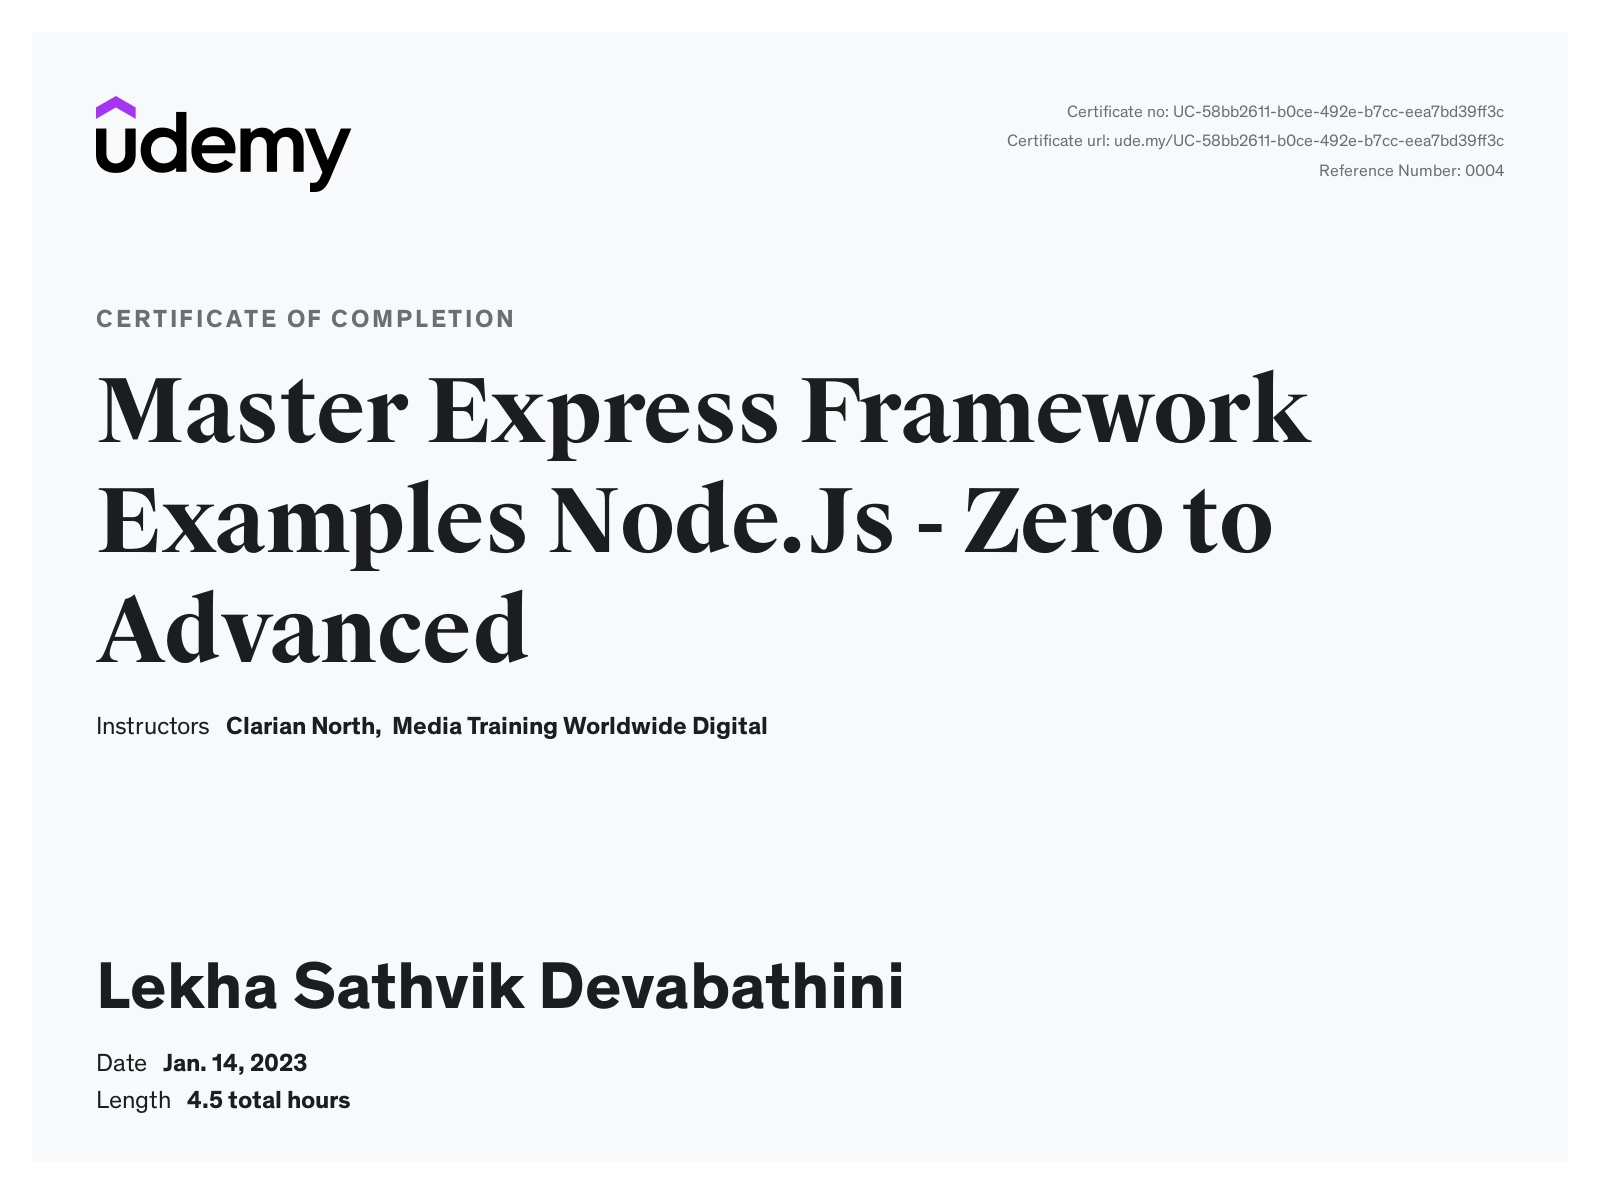 udemy
Certificate no: UC-58bb2611-b0ce-492e-b7cc-eea7bd39ff3c
Certificate url: ude.my/UC-58bb2611-b0ce-492e-b7cc-eea7bd39ff3c
Reference Number: 0004
CERTIFICATE OF COMPLETION
Master Express Framework
Examples Node.Js - Zero to
Advanced
Instructors Clarian North, Media Training Worldwide Digital
Lekha Sathvik Devabathini
Date Jan. 14, 2023
Length 4.5 total hours